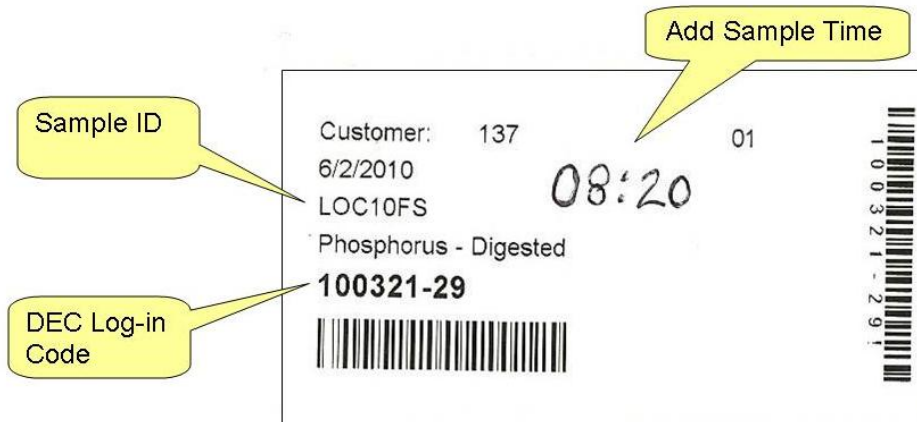 Add Sample Time
Sample ID
Customer: 137 01
6/2/2010
08:20
LOC10FS
Phosphorus - Digested
100321-29
DEC Log-in
Code
100321-29!